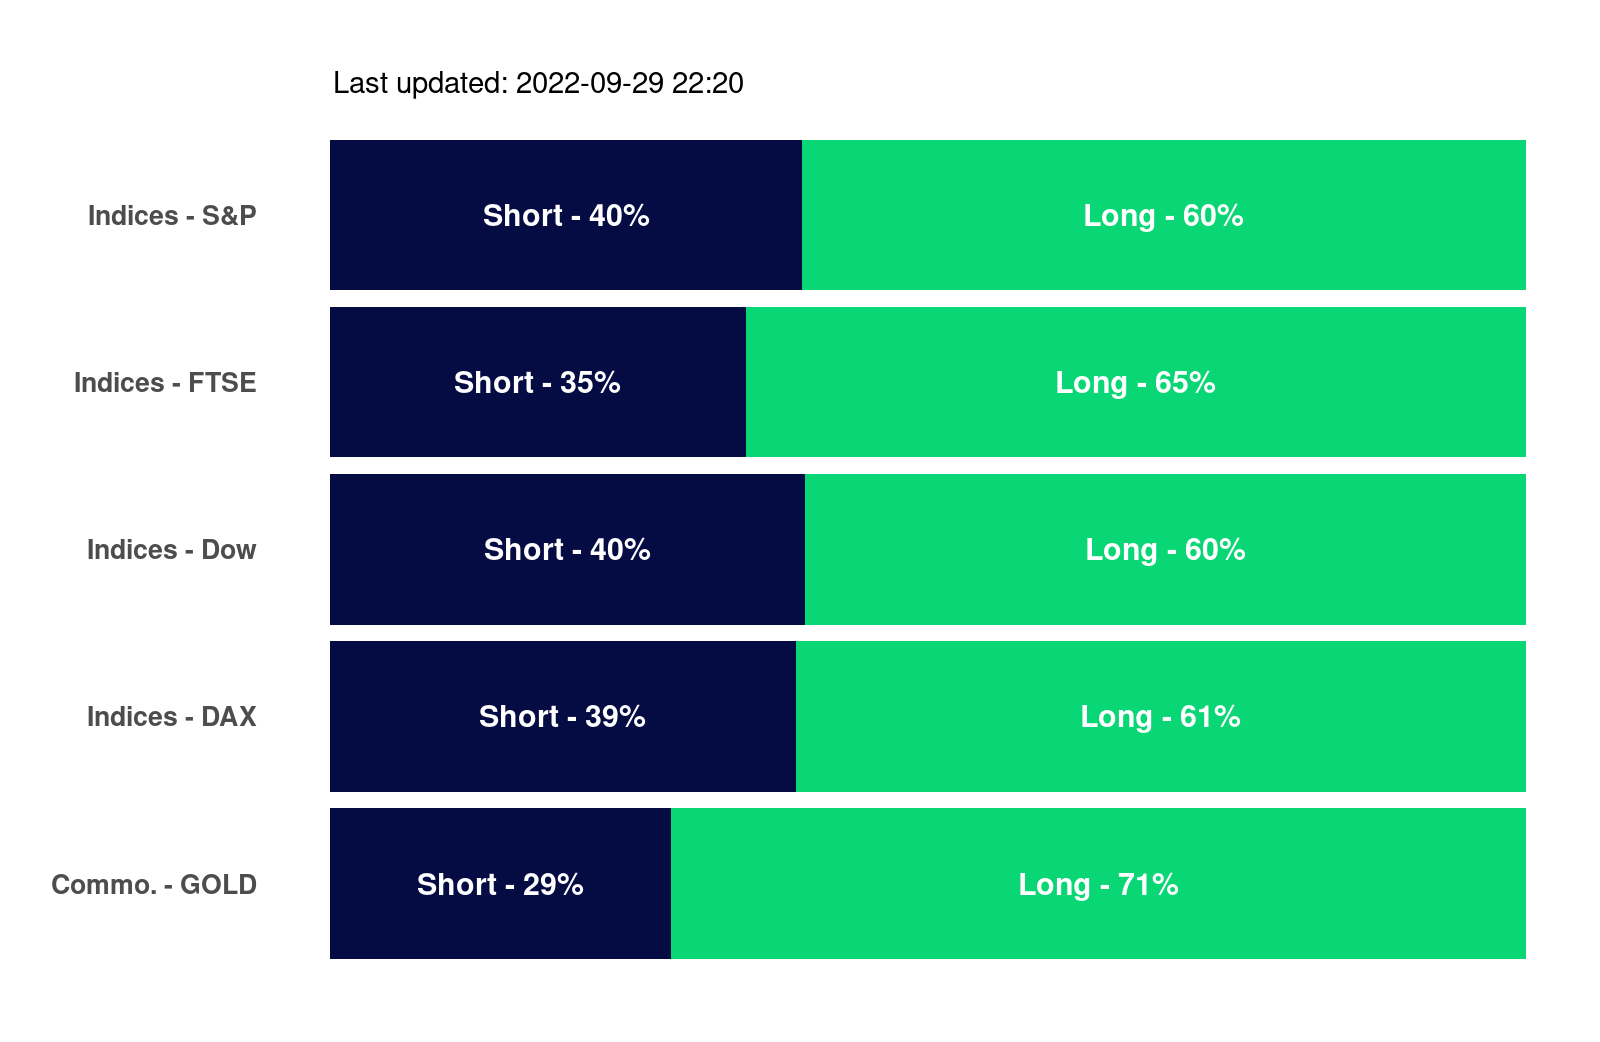 Last updated: 2022-09-29 22:20
Indices - S&P Short - 40% Long - 60%
Indices - FTSE Short - 35% Long - 65%
Indices - Dow Short - 40% Long - 60%
Indices - DAX Short - 39% Long - 61%
Commo. - GOLD Short - 29% Long - 71%